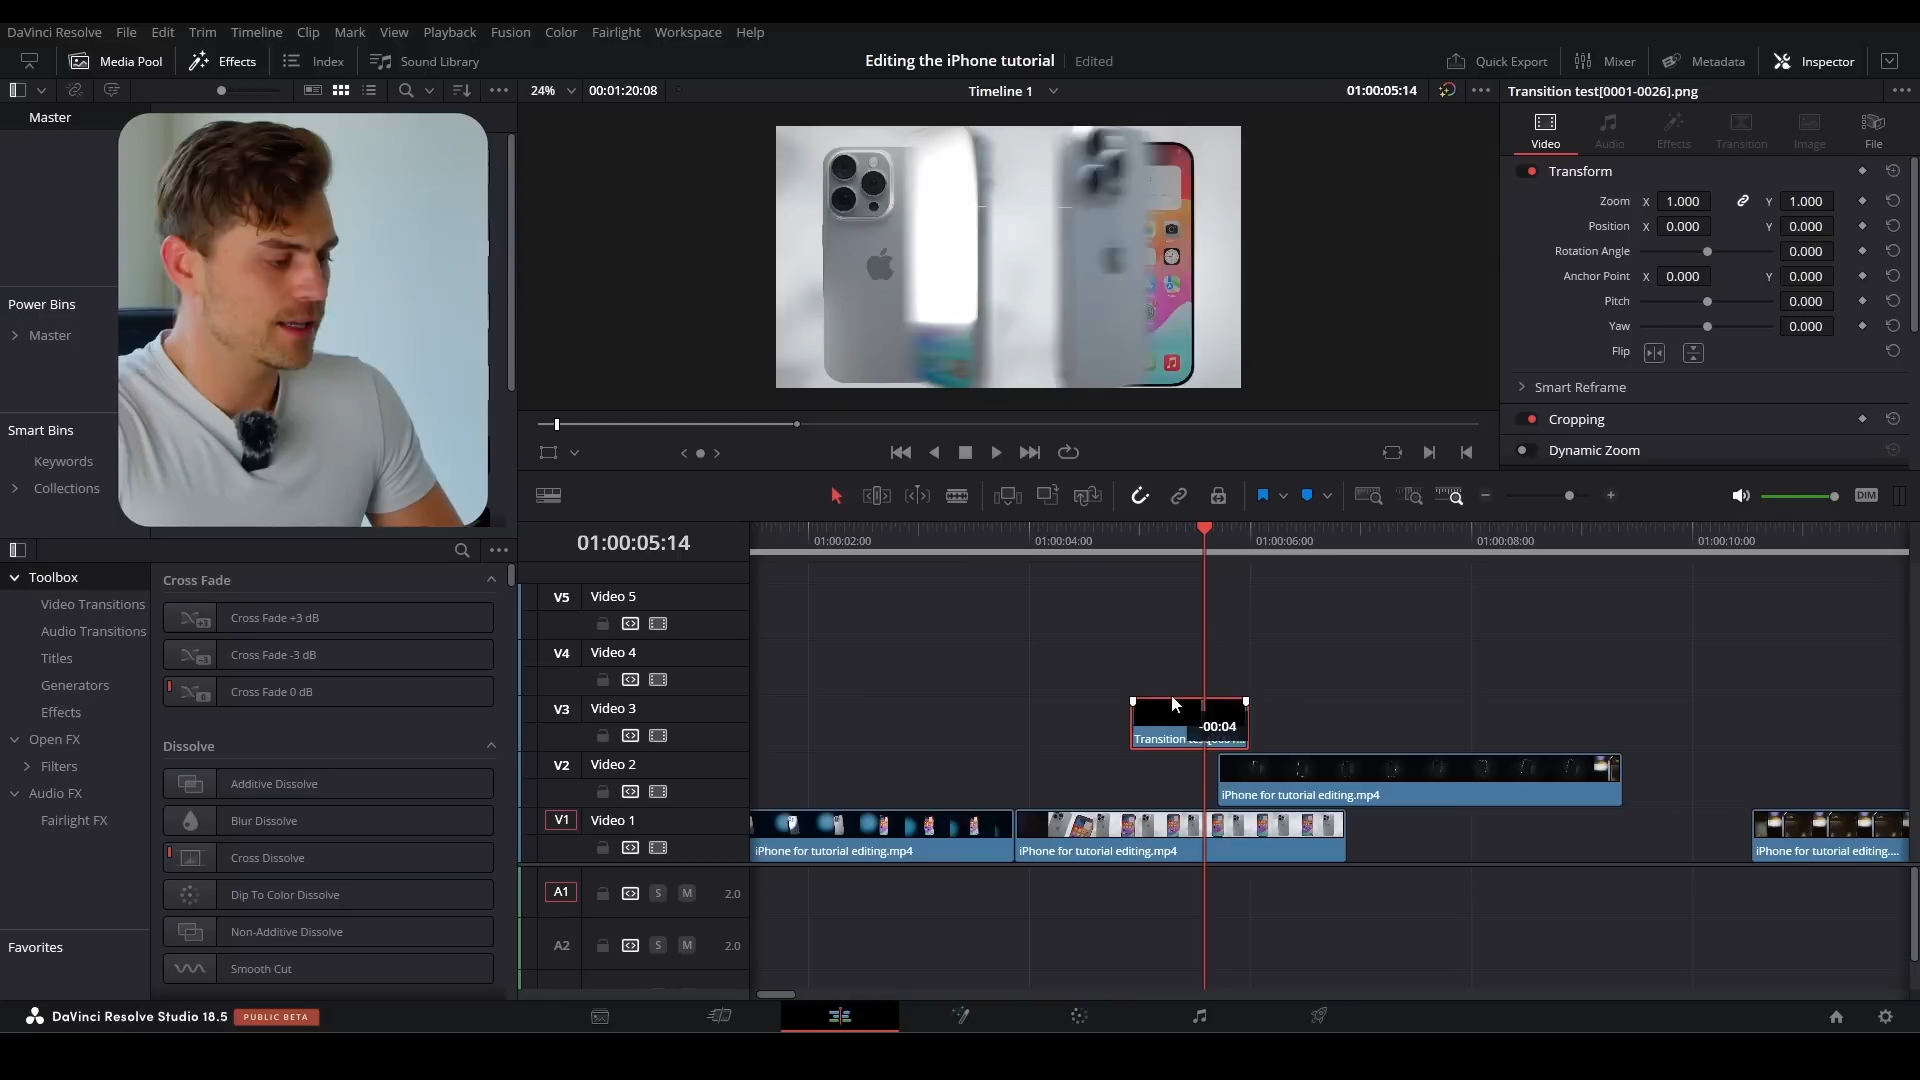 DaVinci Resolve File Edit Trim Timeline Clip Mark View Playback Fusion Color Fairlight Workspace Help
Media Pool Effects Index Sound Library Editing the iPhone tutorial Edited Quick Export Mixer Metadata Inspector
24% 00:01:20:08 Timeline 1 01:00:05:14 Transition test[0001-0026].png
Master
Video Audio Effects Transition Image File
Transform
Zoom X 1.000 Y 1.000
Position X 0.000 Y 0.000
Rotation Angle 0.000
Anchor Point X 0.000 Y 0.000
Pitch 0.000
Yaw 0.000
Flip
Smart Reframe
Cropping
Dynamic Zoom
Power Bins
Master
Smart Bins
Keywords
Collections
DIM
01:00:05:14
01:00:02:00 01:00:04:00 01:00:06:00 01:00:08:00 01:00:10:00
Toolbox
Video Transitions
Audio Transitions
Titles
Generators
Effects
Open FX
Filters
Audio FX
Fairlight FX
Favorites
Cross Fade
Cross Fade +3 dB
Cross Fade -3 dB
Cross Fade 0 dB
Dissolve
Additive Dissolve
Blur Dissolve
Cross Dissolve
Dip To Color Dissolve
Non-Additive Dissolve
Smooth Cut
V5 Video 5
V4 Video 4
V3 Video 3
-00:04
Transition
V2 Video 2
iPhone for tutorial editing.mp4
V1 Video 1
iPhone for tutorial editing.mp4 iPhone for tutorial editing.mp4 iPhone for tutorial editing....
A1 S M 2.0
A2 S M 2.0
DaVinci Resolve Studio 18.5 PUBLIC BETA